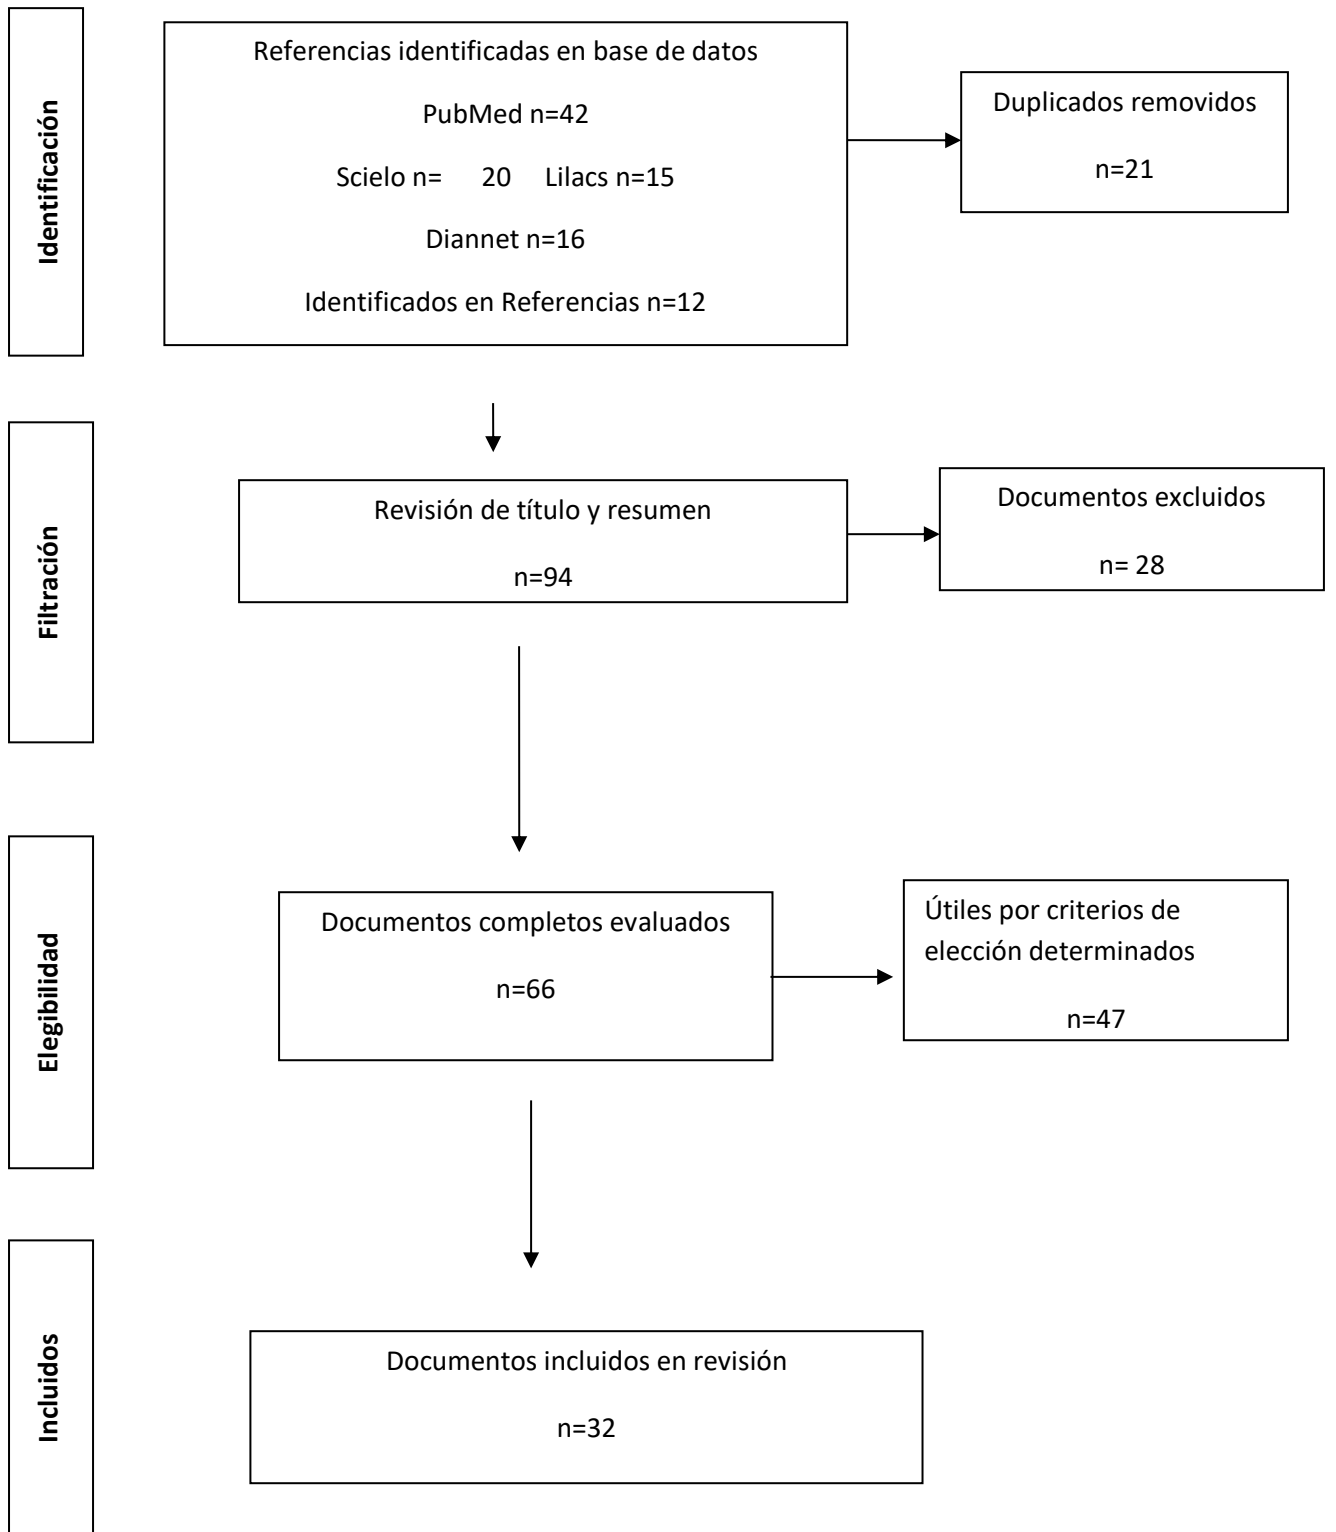 Identificación
Referencias identificadas en base de datos
PubMed n=42
Scielo n= 20 Lilacs n=15
Diannet n=16
Identificados en Referencias n=12
Duplicados removidos
n=21
Filtración
Revisión de título y resumen
n=94
Documentos excluidos
n= 28
Elegibilidad
Documentos completos evaluados
n=66
Útiles por criterios de
elección determinados
n=47
Incluidos
Documentos incluidos en revisión
n=32